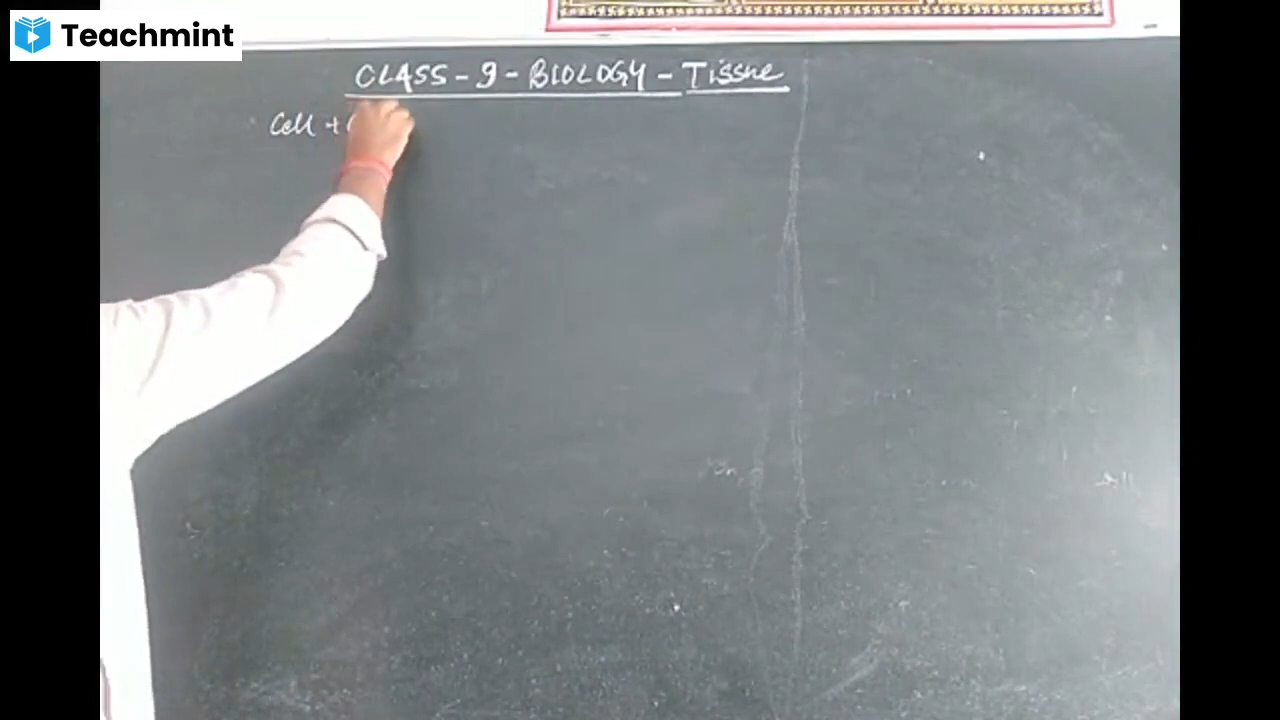 Teachmint
CLASS - 9 - BIOLOGY - Tissue
Cell + C